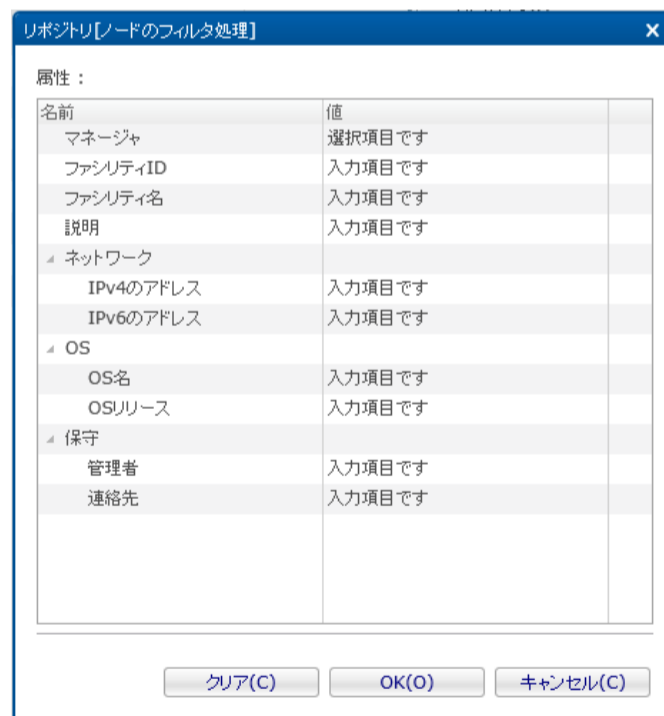 リポジトリ[ノードのフィルタ処理]
属性：
名前 値
マネージャ 選択項目です
ファシリティID 入力項目です
ファシリティ名 入力項目です
説明 入力項目です
ネットワーク
IPv4のアドレス 入力項目です
IPv6のアドレス 入力項目です
OS
OS名 入力項目です
OSリリース 入力項目です
保守
管理者 入力項目です
連絡先 入力項目です
クリア(C) OK(O) キャンセル(C)